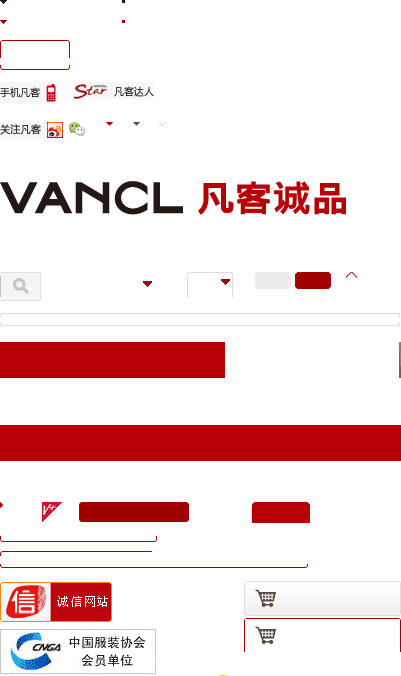 手机凡客
Star 凡客达人
关注凡客
VANCL 凡客诚品
V+
信 诚信网站
CNGA 中国服装协会
会员单位